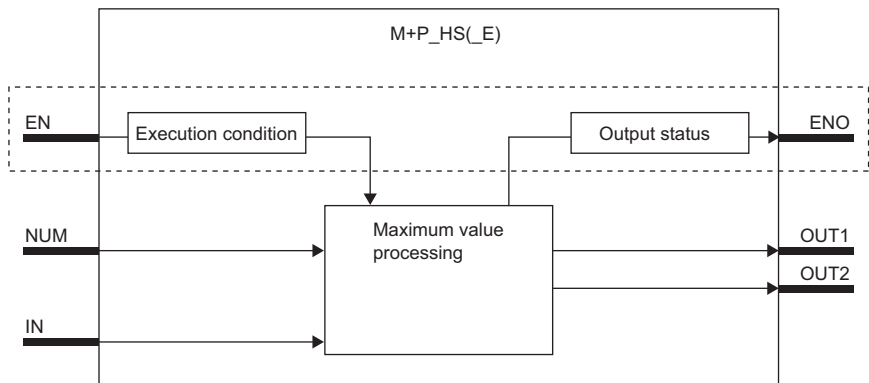 M+P_HS(_E)
EN
Execution condition
Output status
ENO
NUM
Maximum value
processing
OUT1
OUT2
IN